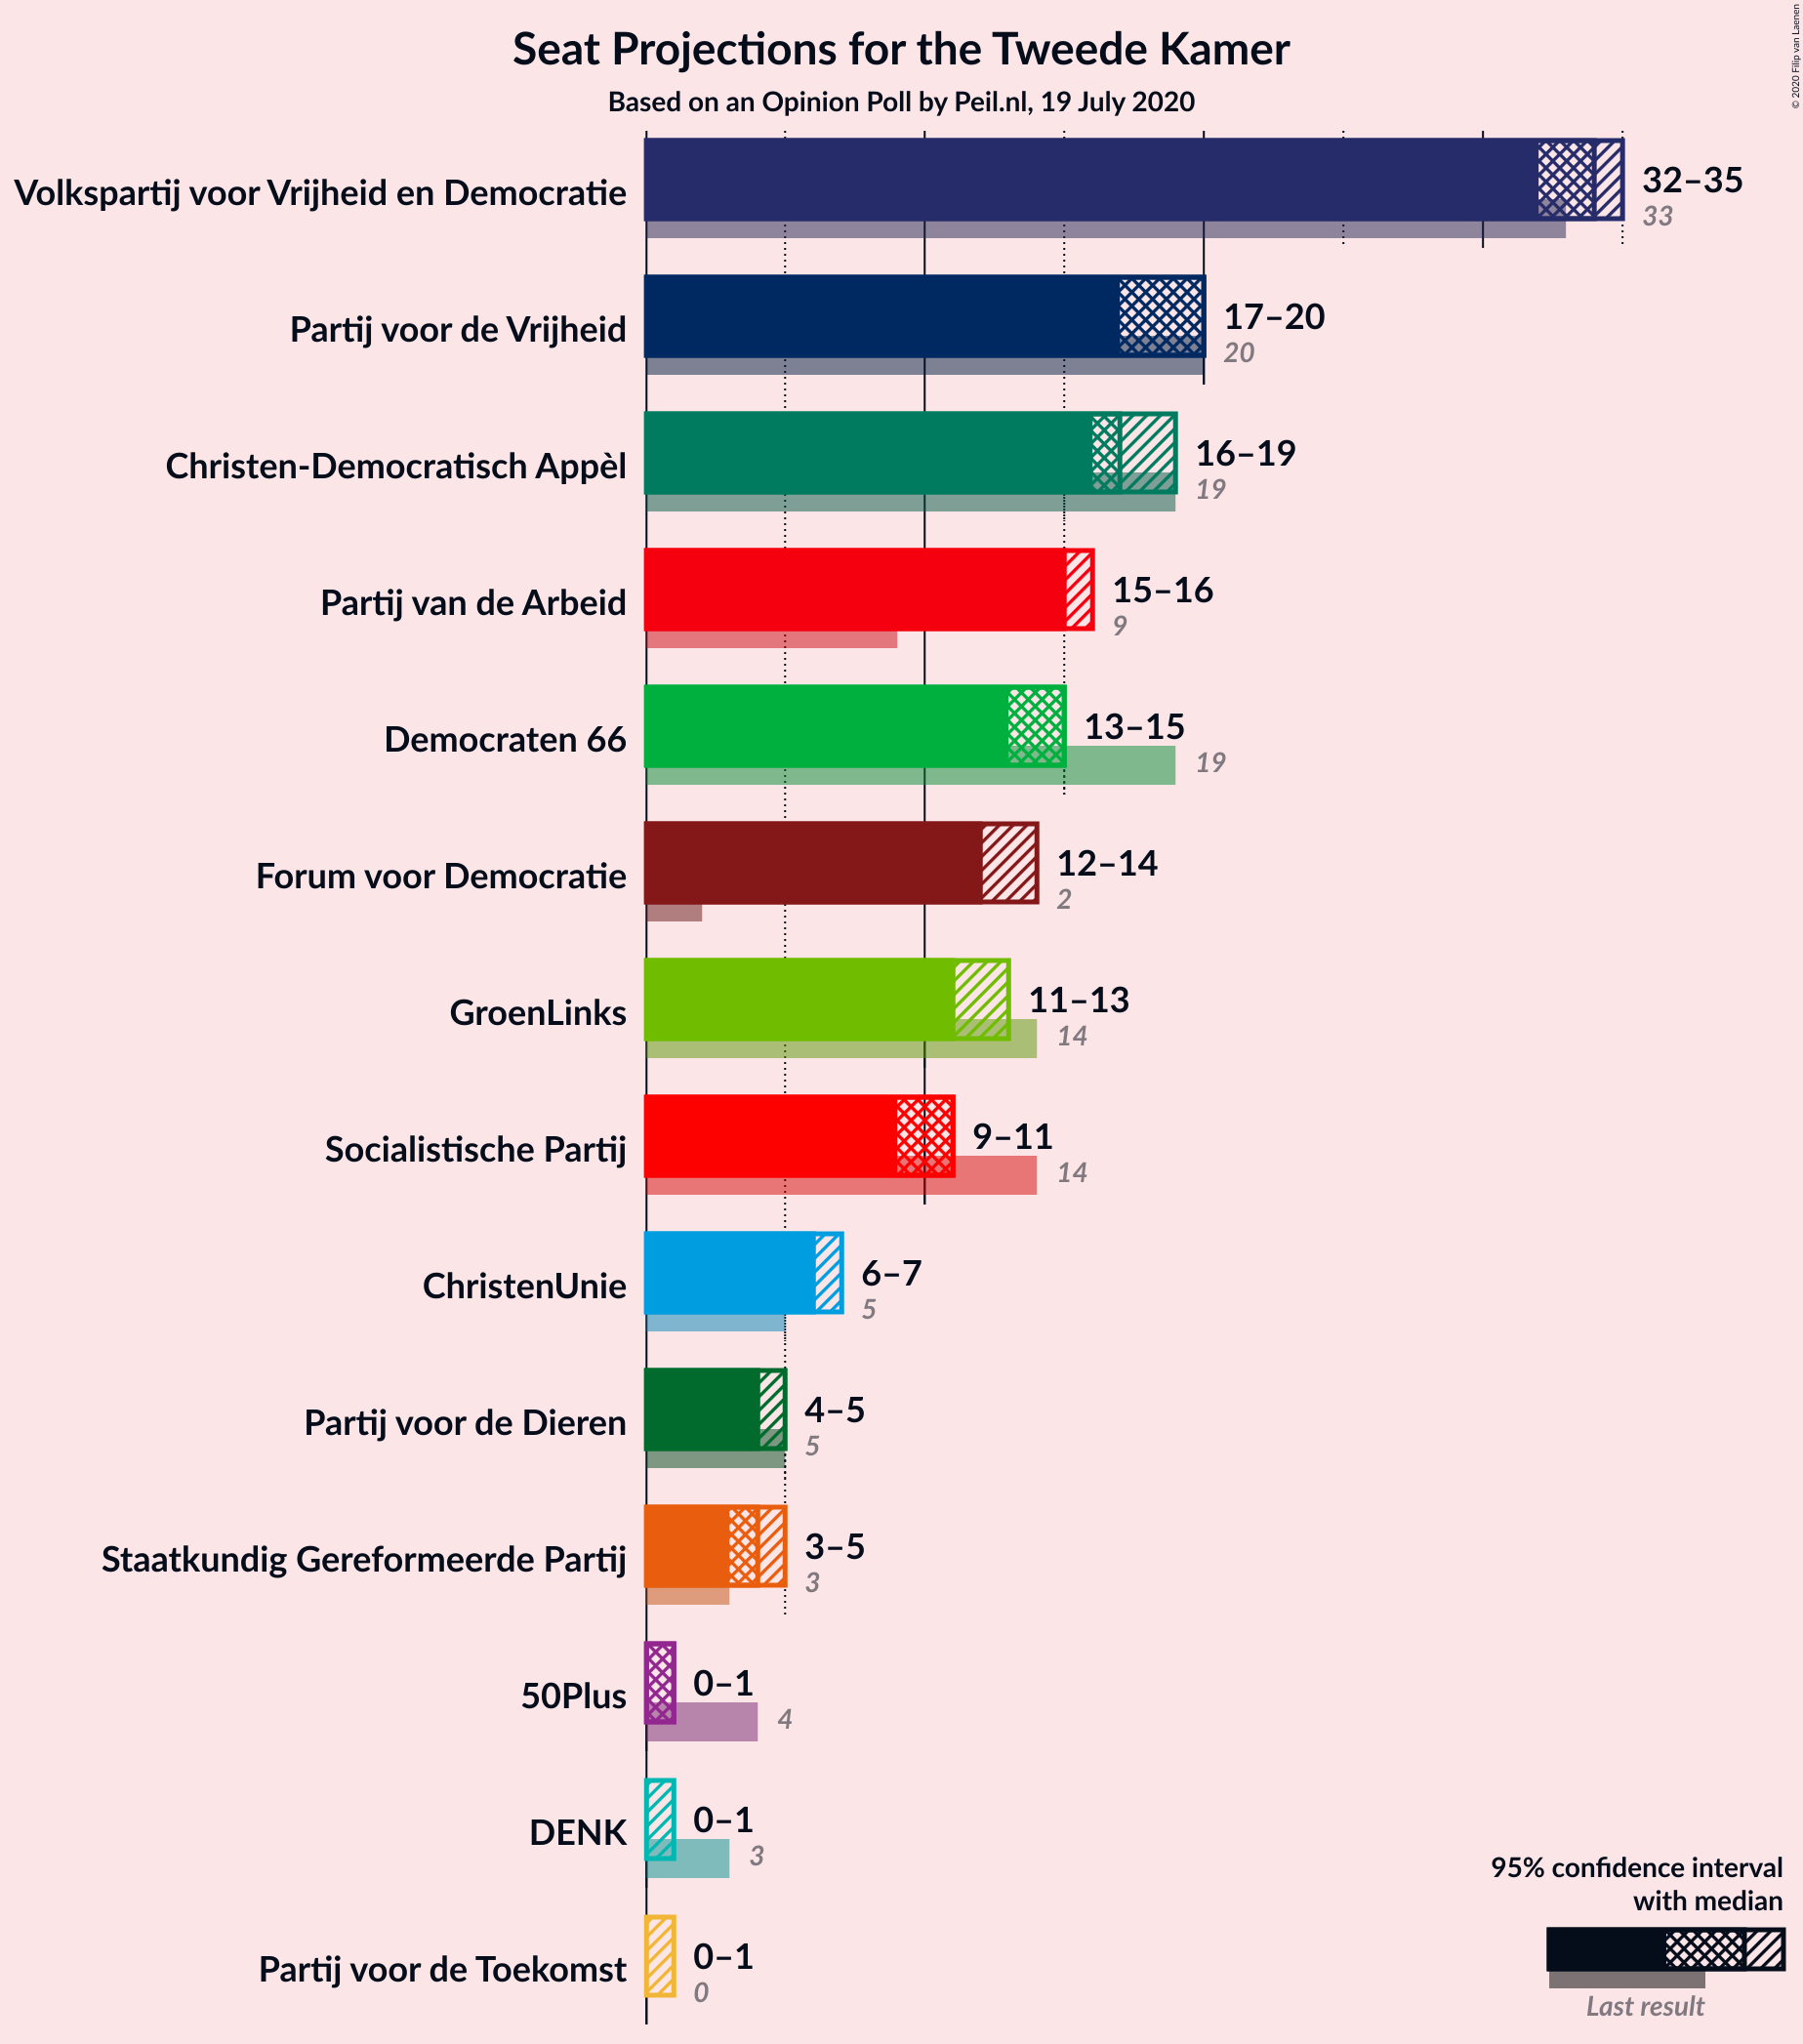 Seat Projections for the Tweede Kamer
Based on an Opinion Poll by Peil.nl, 19 July 2020
© 2020 Filip van Laenen
Volkspartij voor Vrijheid en Democratie
32–35
33
Partij voor de Vrijheid
17–20
20
Christen-Democratisch Appèl
16–19
19
Partij van de Arbeid
15–16
9
Democraten 66
13–15
19
Forum voor Democratie
12–14
2
GroenLinks
11–13
14
Socialistische Partij
9–11
14
ChristenUnie
6–7
5
Partij voor de Dieren
4–5
5
Staatkundig Gereformeerde Partij
3–5
3
50Plus
0–1
4
DENK
0–1
3
Partij voor de Toekomst
0–1
0
95% confidence interval
with median
Last result